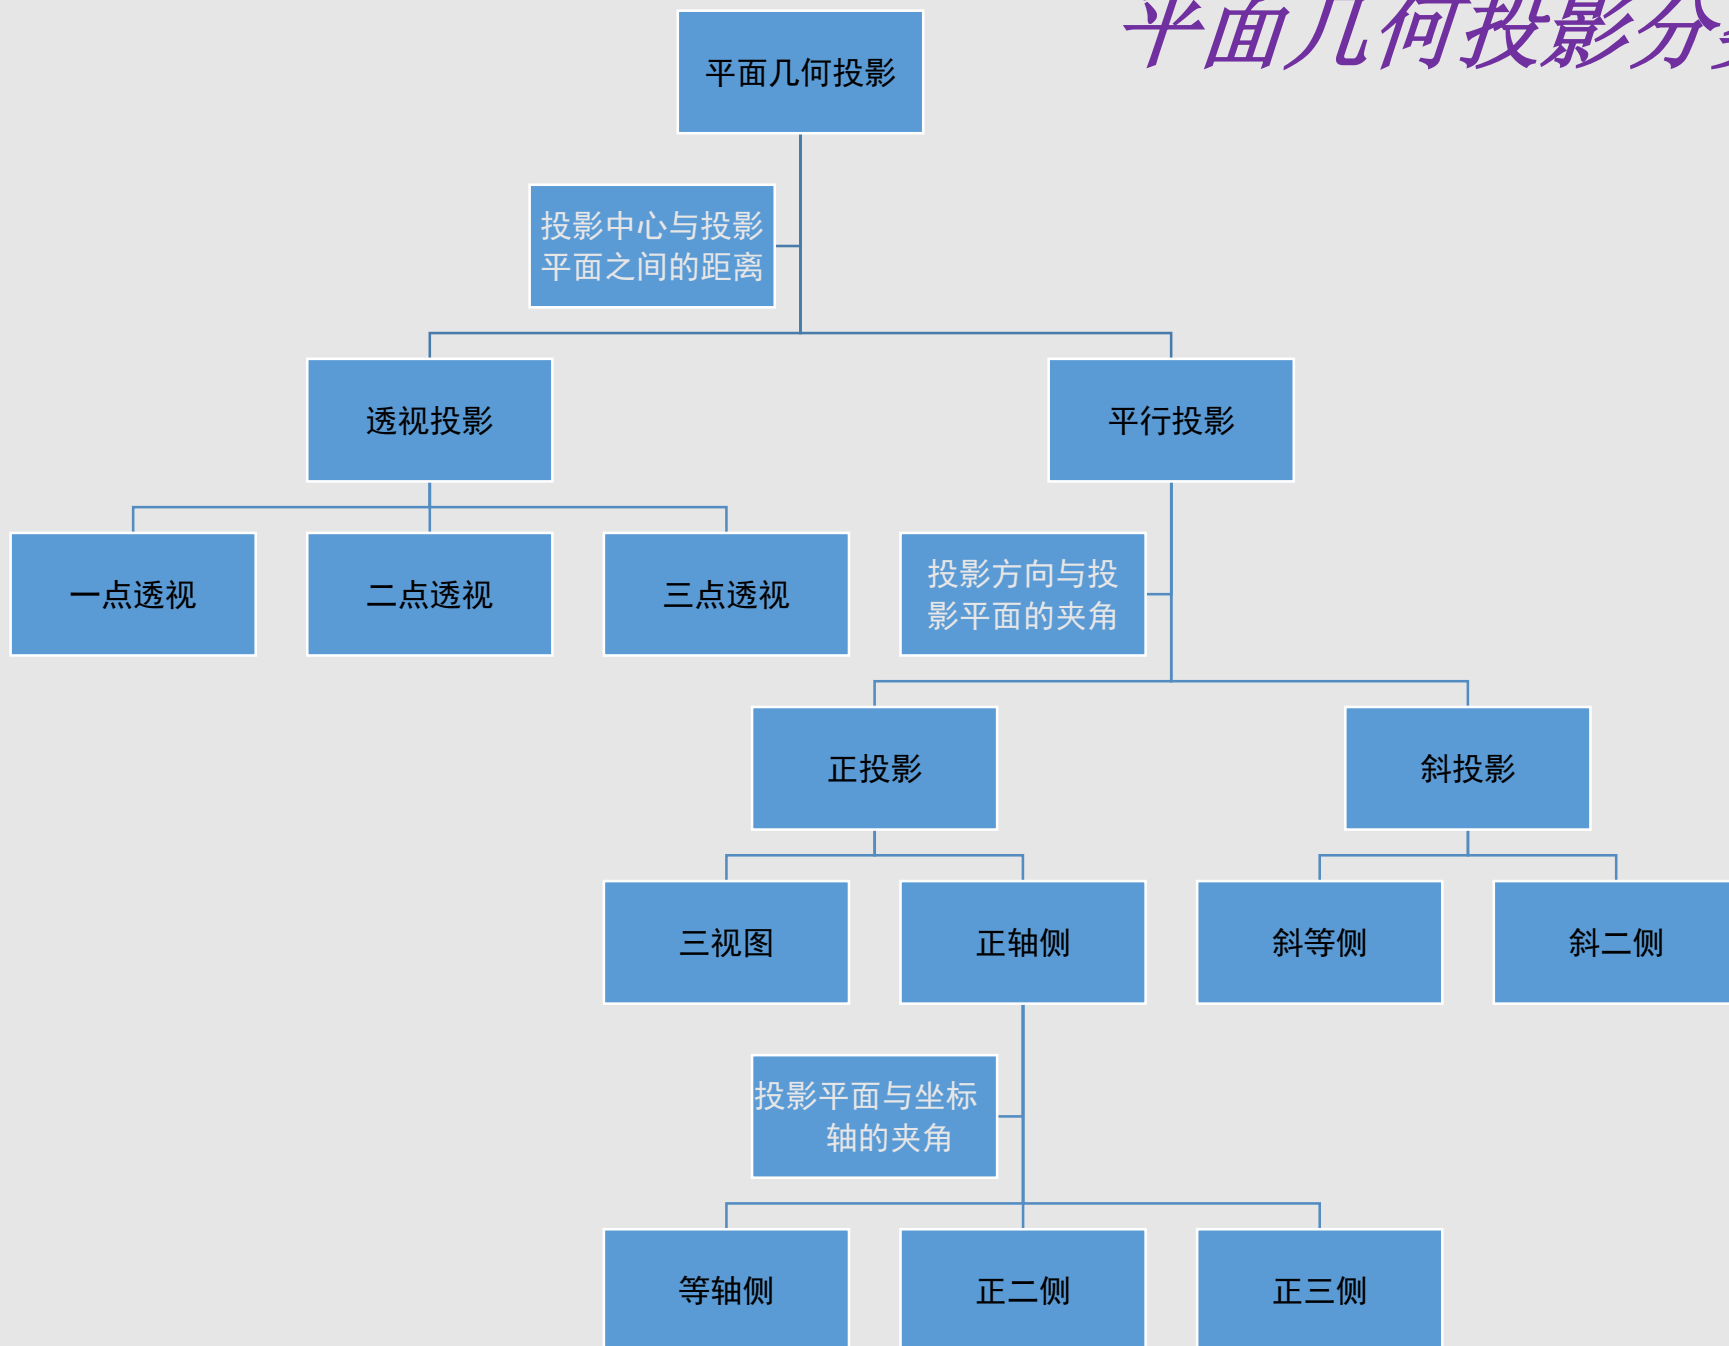 平面几何投影分类
平面几何投影
投影中心与投影
平面之间的距离
透视投影
平行投影
一点透视
二点透视
三点透视
投影方向与投
影平面的夹角
正投影
斜投影
三视图
正轴侧
斜等侧
斜二侧
投影平面与坐标
轴的夹角
等轴侧
正二侧
正三侧